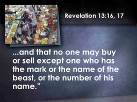 Revelation 13:16, 17
...and that no one may buy
or sell except one who has
the mark or the name of the
beast, or the number of his
name."